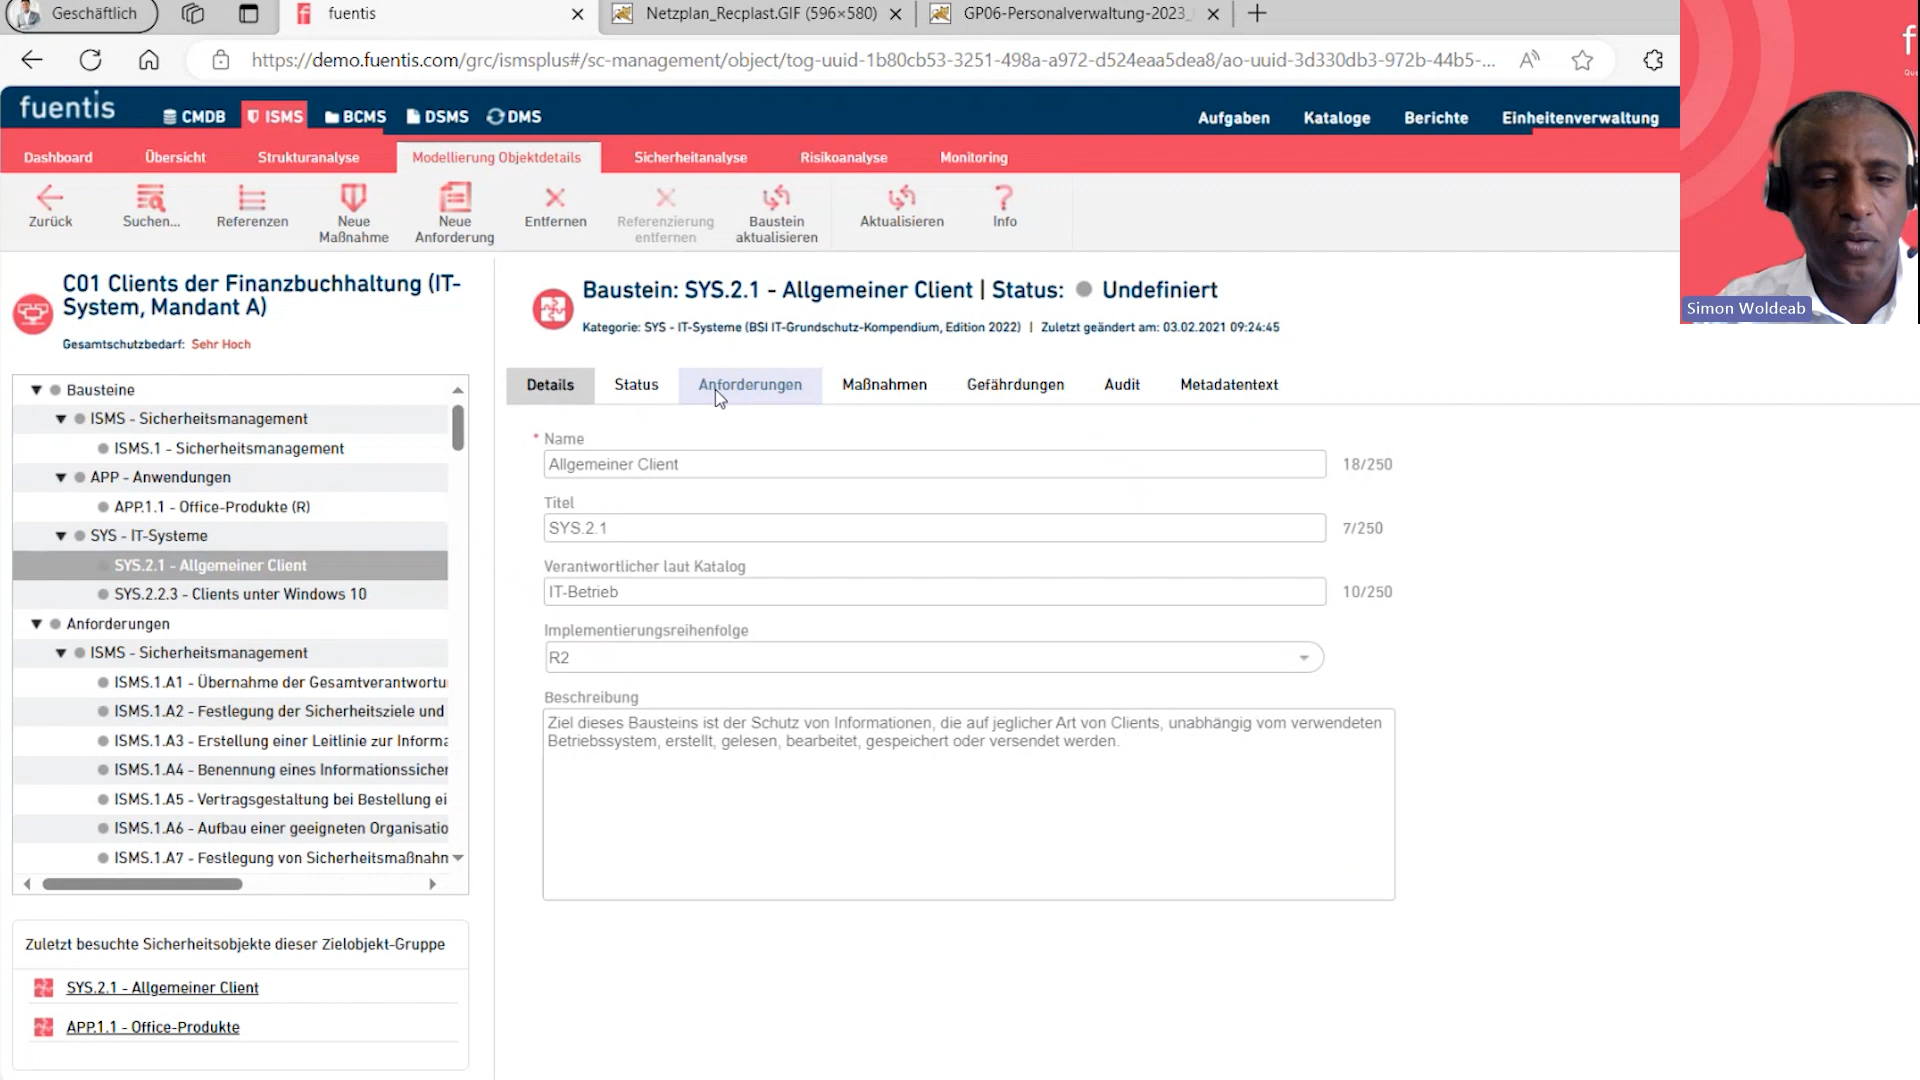 Geschäftlich
fuentis
Netzplan_Recplast.GIF (596×580)
GP06-Personalverwaltung-2023_
https://demo.fuentis.com/grc/ismsplus#/sc-management/object/tog-uuid-1b80cb53-3251-498a-a972-d524eaa5dea8/ao-uuid-3d330db3-972b-44b5-...
fuentis
CMDB
ISMS
BCMS
DSMS
DMS
Aufgaben
Kataloge
Berichte
Einheitenverwaltung
Dashboard
Übersicht
Strukturanalyse
Modellierung Objektdetails
Sicherheitanalyse
Risikoanalyse
Monitoring
Zurück
Suchen...
Referenzen
Neue
Maßnahme
Neue
Anforderung
Entfernen
Referenzierung
entfernen
Baustein
aktualisieren
Aktualisieren
Info
Simon Woldeab
C01 Clients der Finanzbuchhaltung (IT-
System, Mandant A)
Gesamtschutzbedarf: Sehr Hoch
Bausteine
ISMS - Sicherheitsmanagement
ISMS.1 - Sicherheitsmanagement
APP - Anwendungen
APP.1.1 - Office-Produkte (R)
SYS - IT-Systeme
SYS.2.1 - Allgemeiner Client
SYS.2.2.3 - Clients unter Windows 10
Anforderungen
ISMS - Sicherheitsmanagement
ISMS.1.A1 - Übernahme der Gesamtverantwortu
ISMS.1.A2 - Festlegung der Sicherheitsziele und
ISMS.1.A3 - Erstellung einer Leitlinie zur Informa
ISMS.1.A4 - Benennung eines Informationssicher
ISMS.1.A5 - Vertragsgestaltung bei Bestellung ei
ISMS.1.A6 - Aufbau einer geeigneten Organisatio
ISMS.1.A7 - Festlegung von Sicherheitsmaßnahn
Zuletzt besuchte Sicherheitsobjekte dieser Zielobjekt-Gruppe
SYS.2.1 - Allgemeiner Client
APP.1.1 - Office-Produkte
Baustein: SYS.2.1 - Allgemeiner Client | Status: Undefiniert
Kategorie: SYS - IT-Systeme (BSI IT-Grundschutz-Kompendium, Edition 2022) | Zuletzt geändert am: 03.02.2021 09:24:45
Details
Status
Anforderungen
Maßnahmen
Gefährdungen
Audit
Metadatentext
* Name
Allgemeiner Client
18/250
Titel
SYS.2.1
7/250
Verantwortlicher laut Katalog
IT-Betrieb
10/250
Implementierungsreihenfolge
R2
Beschreibung
Ziel dieses Bausteins ist der Schutz von Informationen, die auf jeglicher Art von Clients, unabhängig vom verwendeten
Betriebssystem, erstellt, gelesen, bearbeitet, gespeichert oder versendet werden.